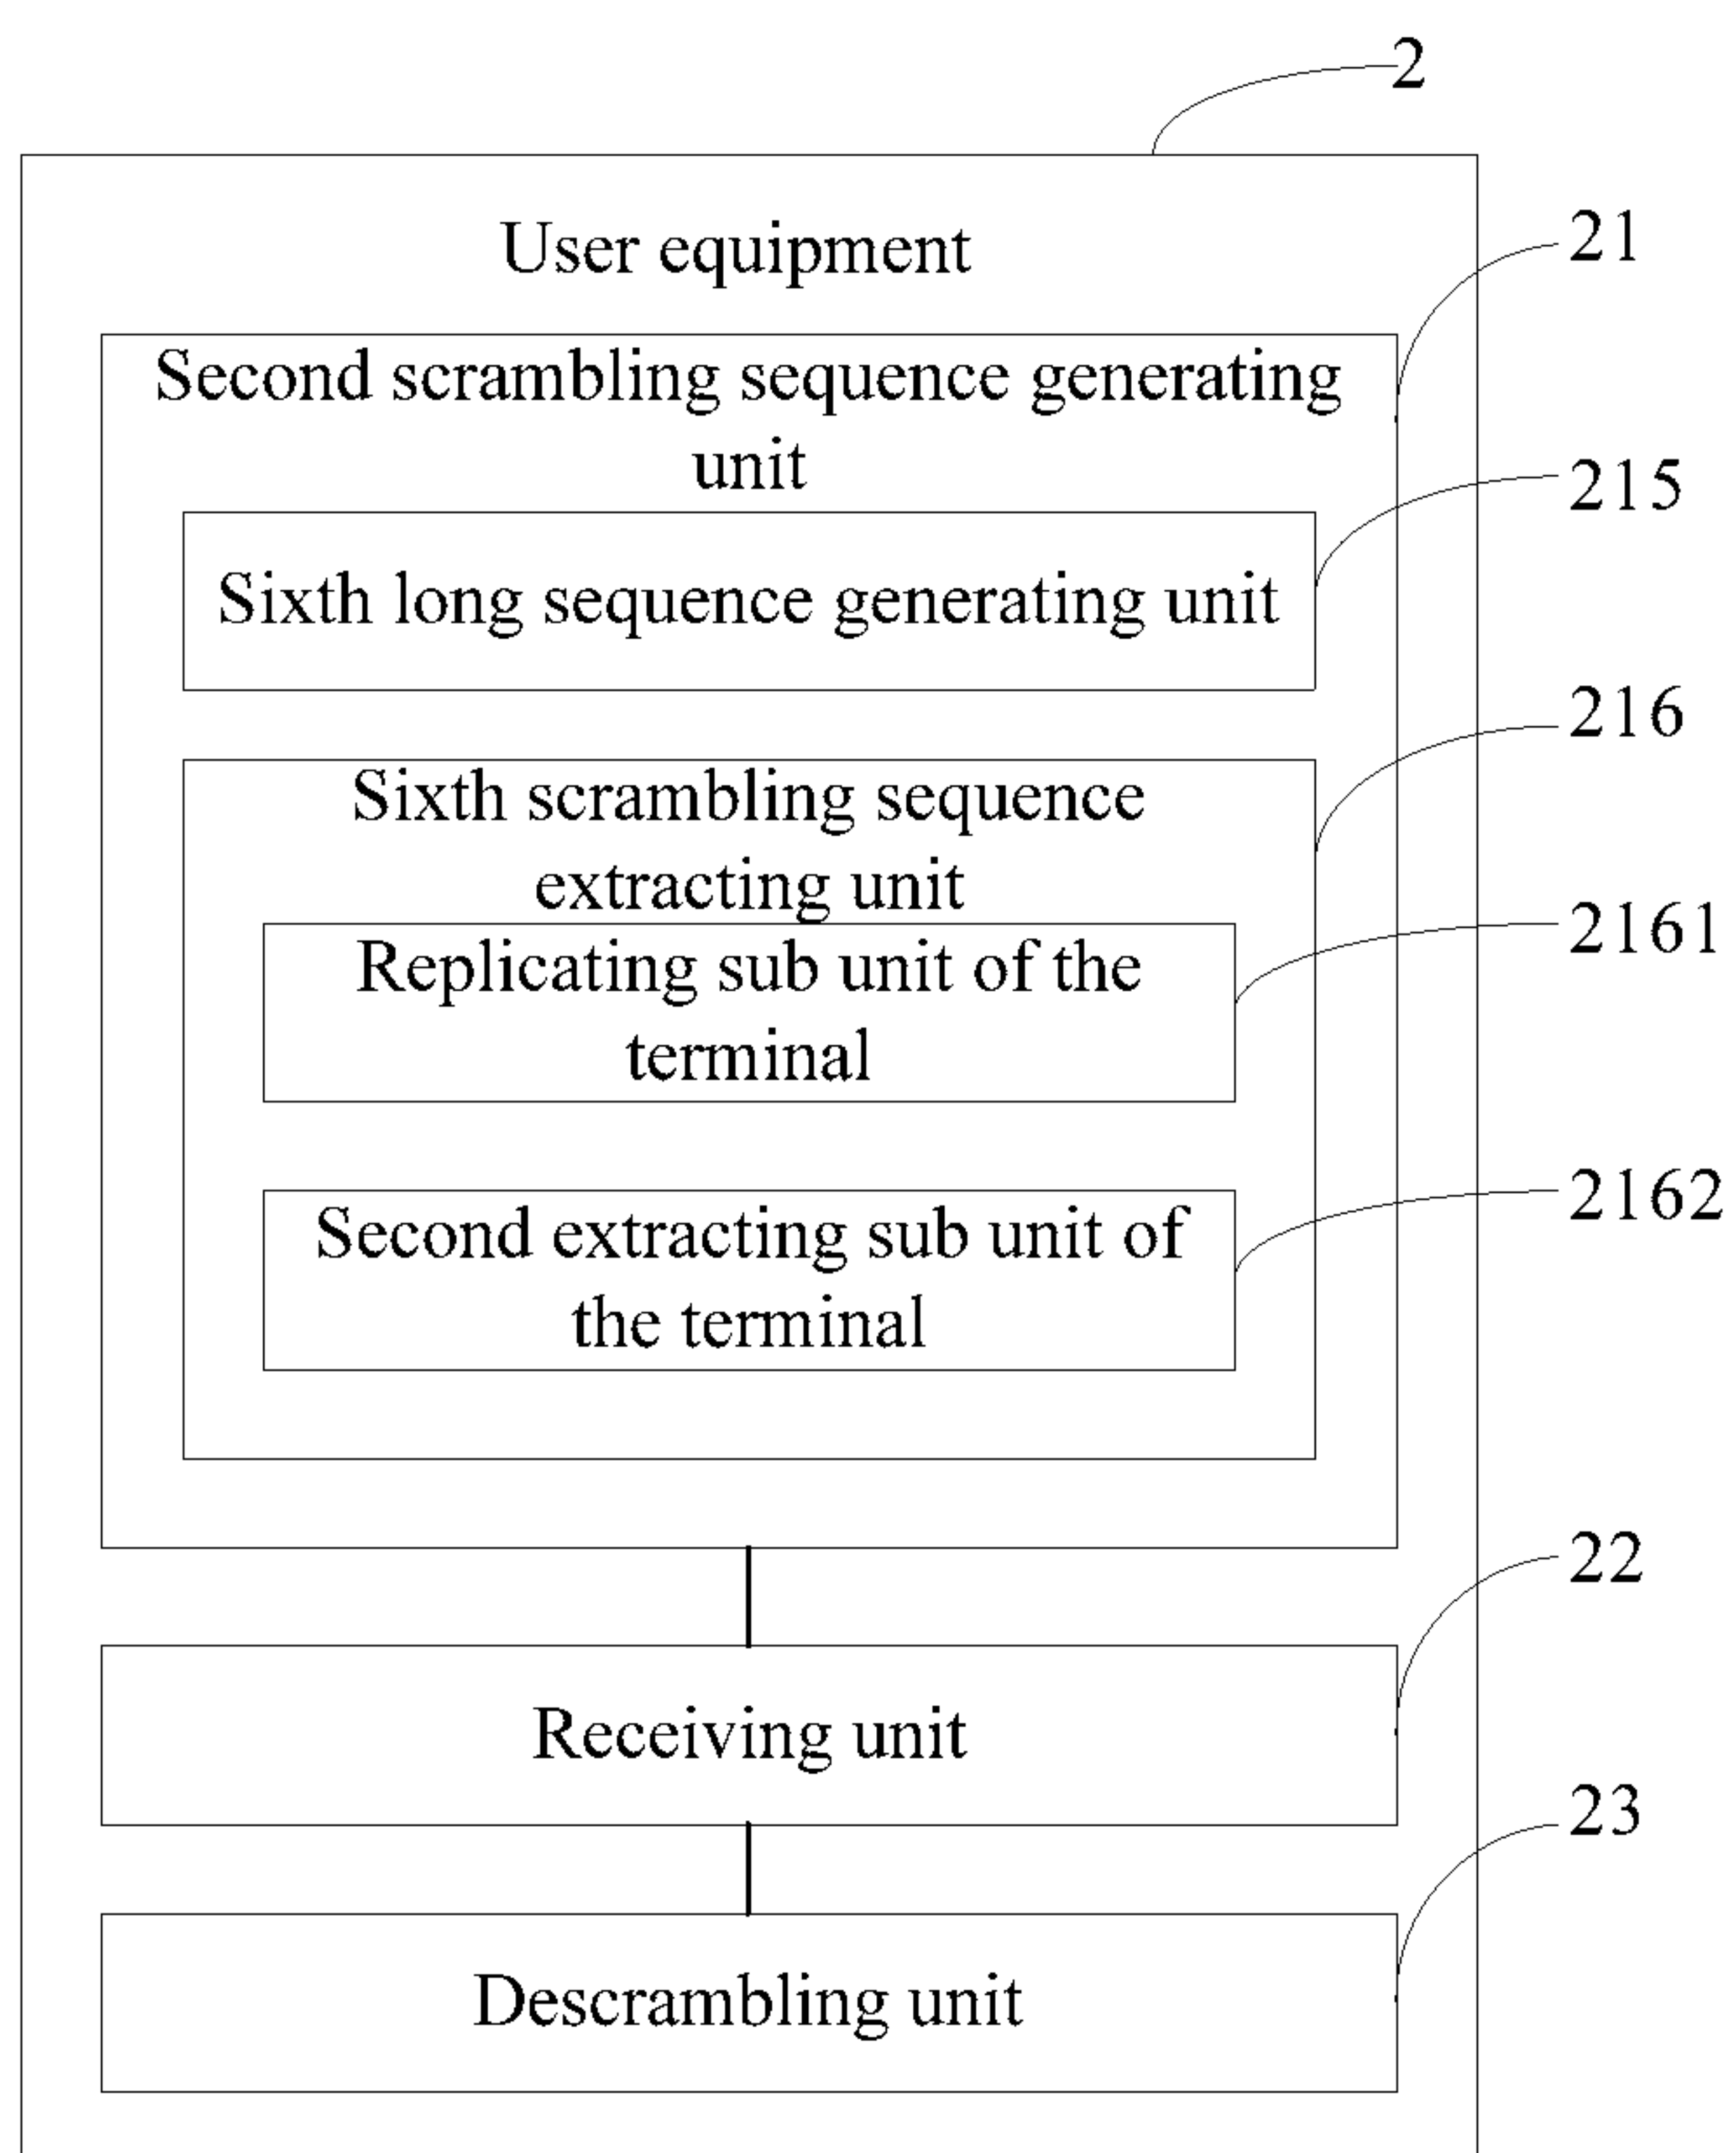 2
User equipment
21
Second scrambling sequence generating
unit
215
Sixth long sequence generating unit
216
Sixth scrambling sequence
extracting unit
2161
Replicating sub unit of the
terminal
2162
Second extracting sub unit of
the terminal
22
Receiving unit
23
Descrambling unit